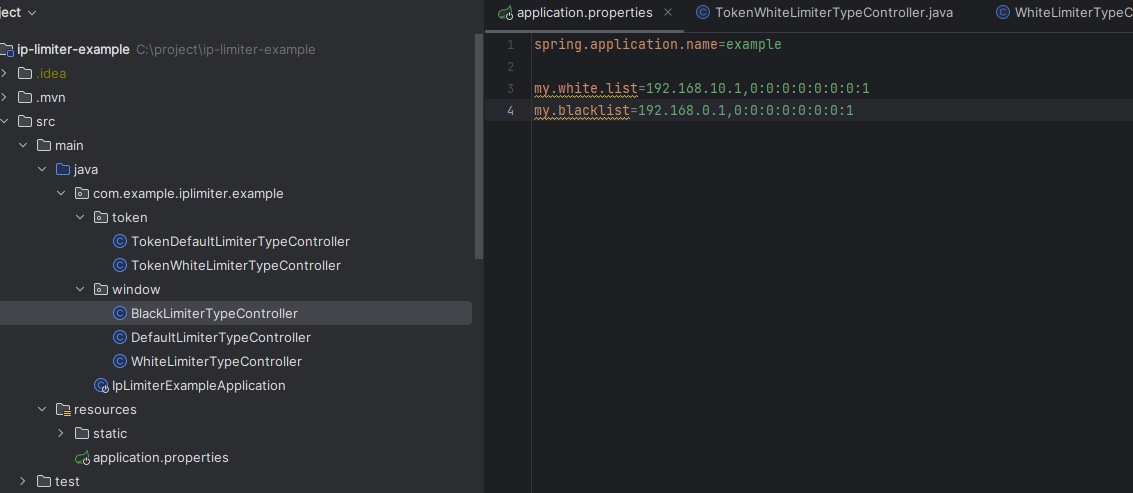 ject
ip-limiter-example C:\project\ip-limiter-example
.idea
.mvn
src
main
java
com.example.iplimiter.example
token
TokenDefaultLimiterTypeController
TokenWhiteLimiterTypeController
window
BlackLimiterTypeController
DefaultLimiterTypeController
WhiteLimiterTypeController
IpLimiterExampleApplication
resources
static
application.properties
test
application.properties TokenWhiteLimiterTypeController.java WhiteLimiterTypeC
1 spring.application.name=example
2
3 my.white.list=192.168.10.1,0:0:0:0:0:0:0:1
4 my.blacklist=192.168.0.1,0:0:0:0:0:0:0:1